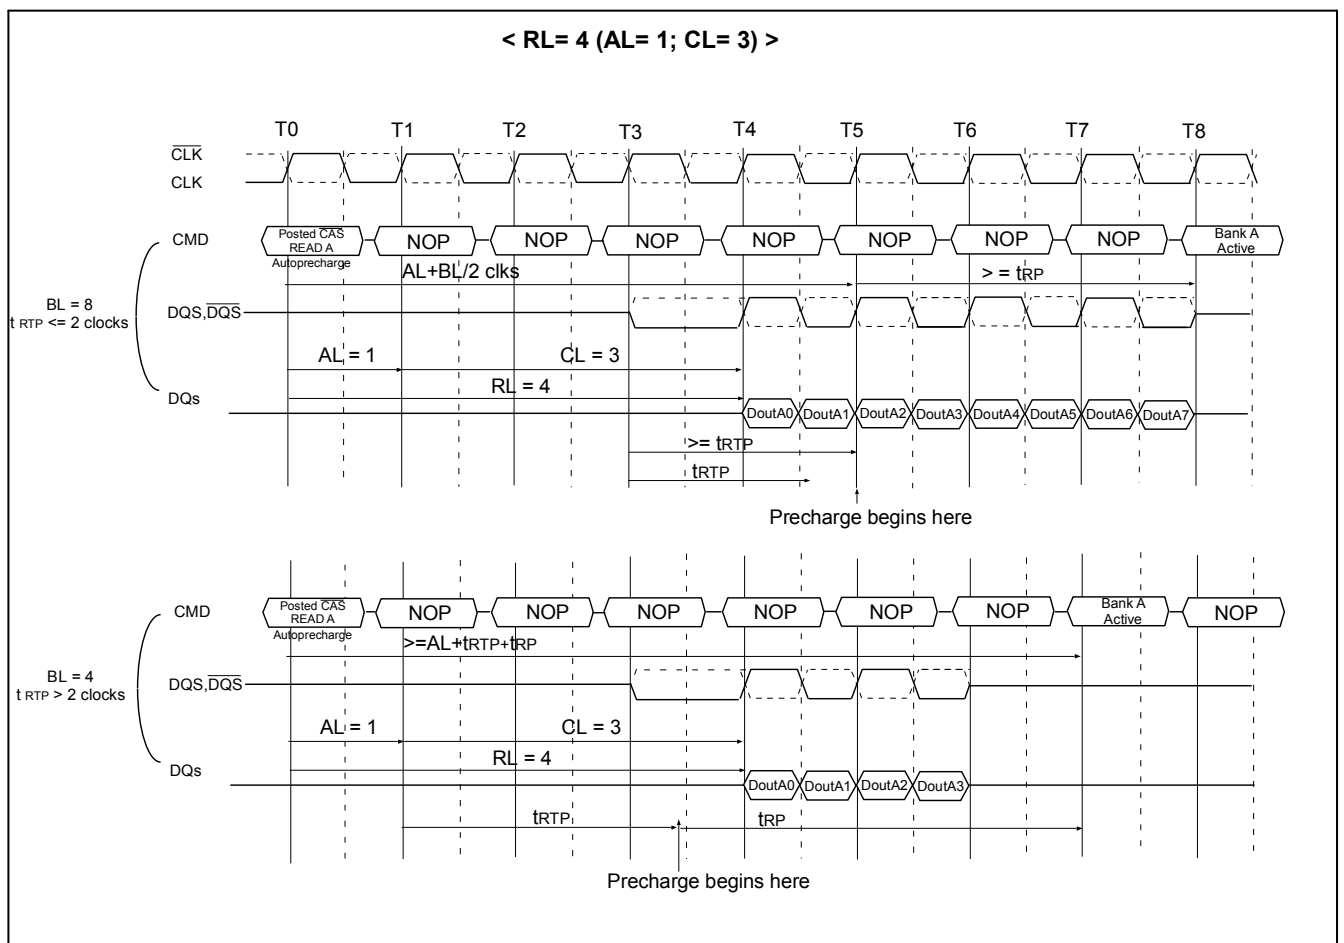 < RL= 4 (AL= 1; CL= 3) >
T0 T1 T2 T3 T4 T5 T6 T7 T8
CLK
CLK
CMD
Posted CAS
READ A
Autoprecharge
NOP NOP NOP NOP NOP NOP NOP
Bank A
Active
AL+BL/2 clks
> = tRP
BL = 8
t RTP <= 2 clocks
DQS,DQS
AL = 1
CL = 3
RL = 4
DQs
DoutA0 DoutA1 DoutA2 DoutA3 DoutA4 DoutA5 DoutA6 DoutA7
>= tRTP
tRTP
Precharge begins here
CMD
Posted CAS
READ A
Autoprecharge
NOP NOP NOP NOP NOP NOP
Bank A
Active
NOP
>=AL+tRTP+tRP
BL = 4
t RTP > 2 clocks
DQS,DQS
AL = 1
CL = 3
RL = 4
DQs
DoutA0 DoutA1 DoutA2 DoutA3
tRTP
tRP
Precharge begins here